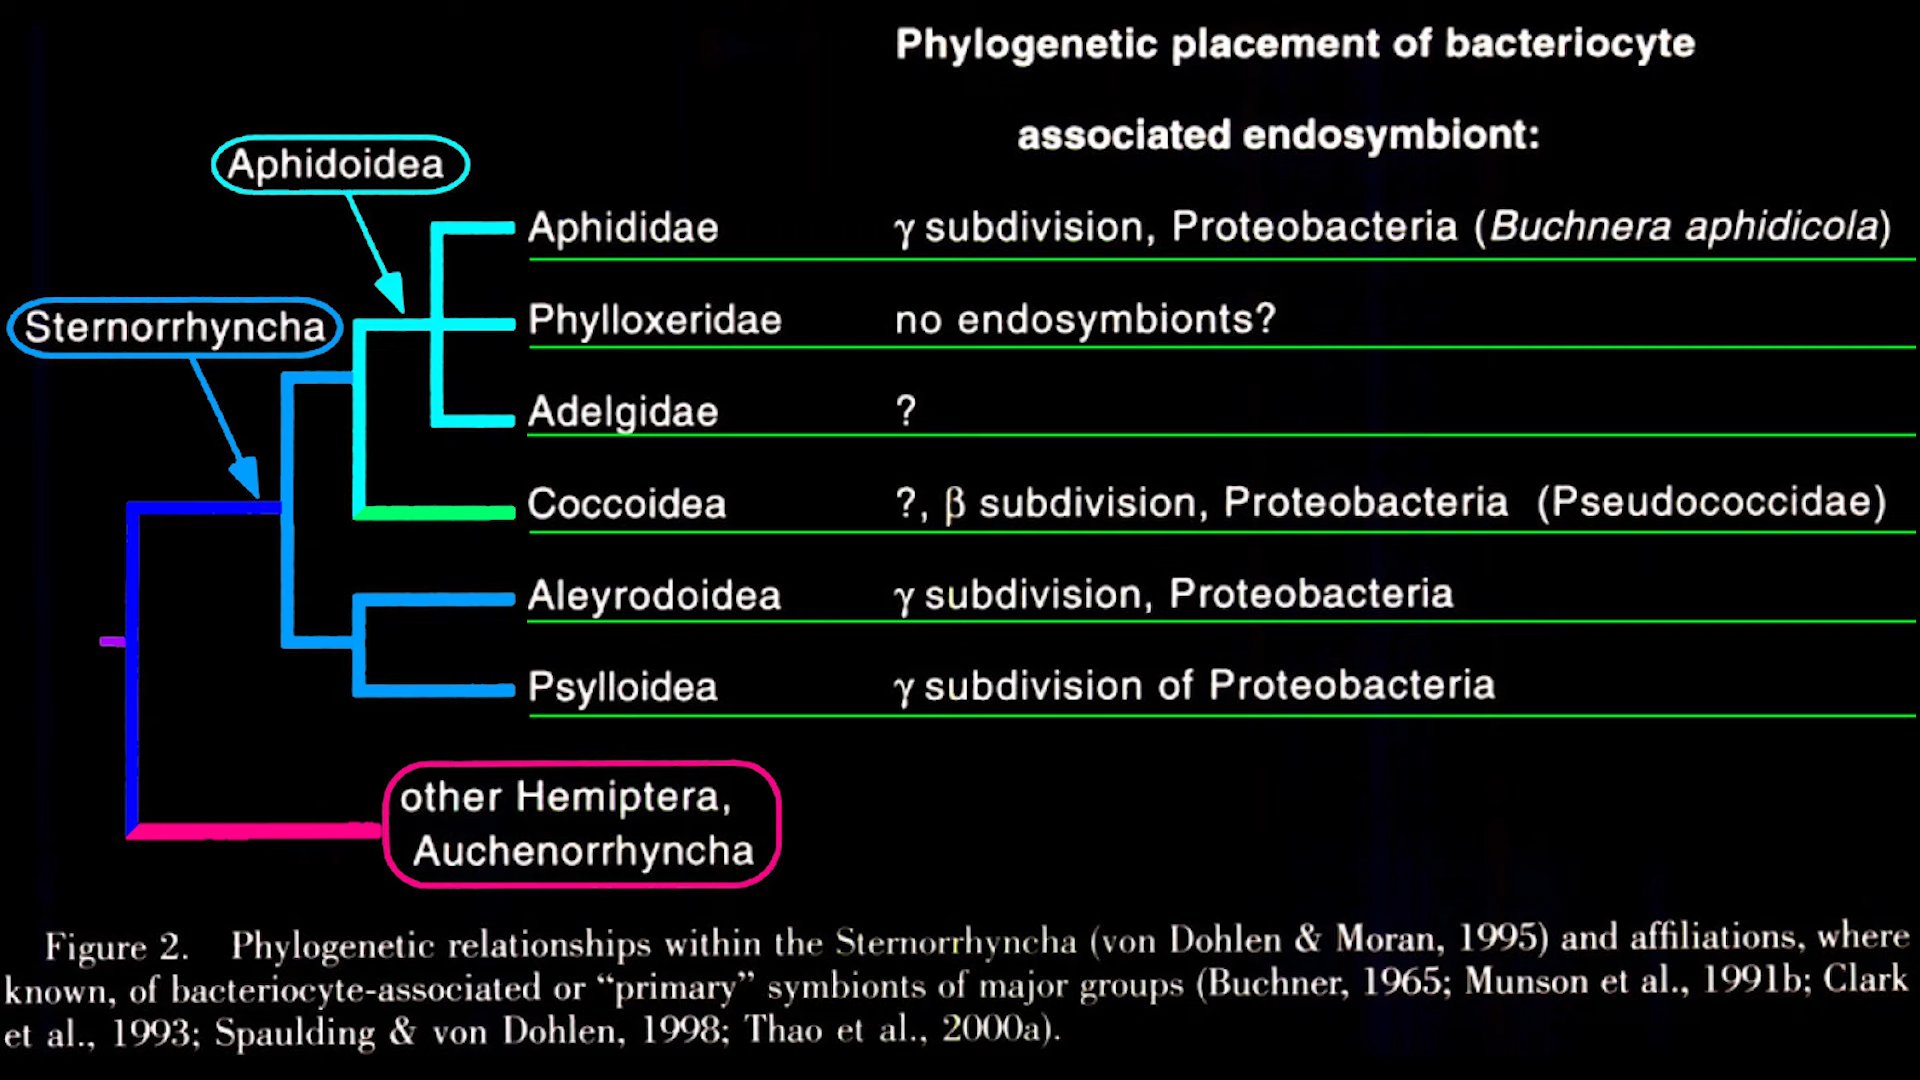 Phylogenetic placement of bacteriocyte
associated endosymbiont:
Aphidoidea
Aphididae γ subdivision, Proteobacteria (Buchnera aphidicola)
Sternorrhyncha
Phylloxeridae no endosymbionts?
Adelgidae ?
Coccoidea ?, β subdivision, Proteobacteria (Pseudococcidae)
Aleyrodoidea γ subdivision, Proteobacteria
Psylloidea γ subdivision of Proteobacteria
other Hemiptera,
Auchenorrhyncha
Figure 2. Phylogenetic relationships within the Sternorrhyncha (von Dohlen & Moran, 1995) and affiliations, where
known, of bacteriocyte-associated or “primary” symbionts of major groups (Buchner, 1965; Munson et al., 1991b; Clark
et al., 1993; Spaulding & von Dohlen, 1998; Thao et al., 2000a).